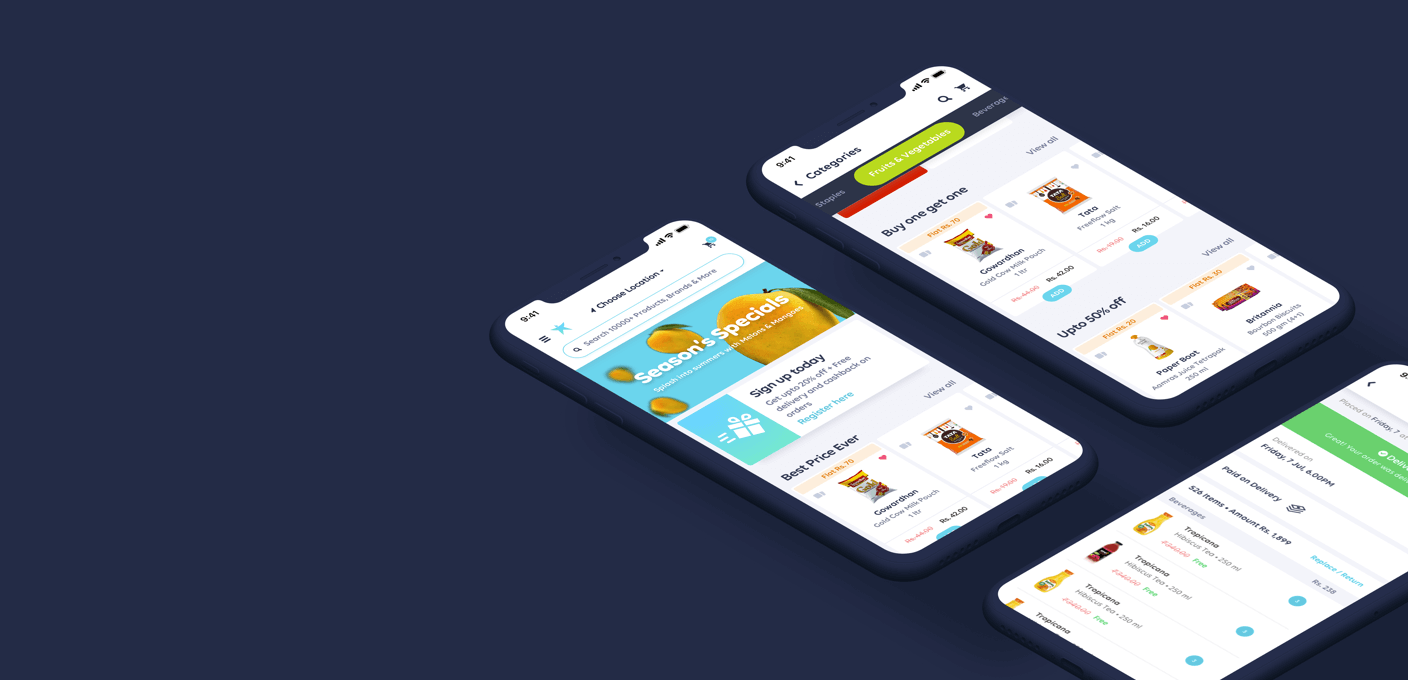 9:41
Choose Location
Search 10000+ Products, Brands & More
Season's Specials
Splash into summers with Melons & Mangoes
Sign up today
Get upto 20% off + Free
delivery and cashback on
orders
Register here
Best Price Ever
View all
Flat Rs. 70
Gowardhan
Gold Cow Milk Pouch
1 ltr
Rs. 44.00
Rs. 42.00
TATA
Tata
Freeflow Salt
1 kg
Rs. 19.00
Rs. 16.00
9:41
Categories
Staples
Fruits & Vegetables
Beverage
Buy one get one
View all
Flat Rs. 70
Gold
Gowardhan
Gold Cow Milk Pouch
1 ltr
Rs. 44.00
Rs. 42.00
ADD
TATA
Tata
Freeflow Salt
1 kg
Rs. 19.00
Rs. 16.00
ADD
Upto 50% off
View all
Flat Rs. 20
Paper Boat
Aamras Juice Tetrapak
250 ml
Flat Rs. 10
Britannia
Bourbon Biscuits
500 gm (4+1)
Placed on Friday, 7
Delive
Great! Your order was deli
Delivered on
Friday, 7 Jul, 6.00PM
Paid on Delivery
526 Items • Amount Rs. 1,899
Replace / Return
Beverages
Rs. 238
Tropicana
Hibiscus Tea • 250 ml
Free
Tropicana
Hibiscus Tea • 250 ml
Free
Tropicana
Hibiscus Tea • 250 ml
Free
Tropicana